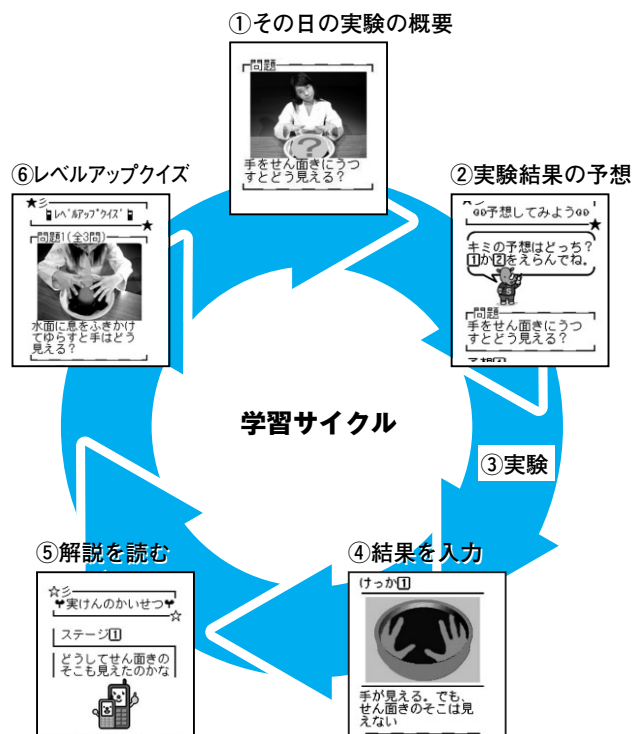 ①その日の実験の概要
問題
?
手をせん面きにうつ
すとどう見える?
②実験結果の予想
予想してみよう
キミの予想はどっち?
1か2をえらんでね。
問題
手をせん面きにうつ
すとどう見える?
③実験
④結果を入力
けっか1
手が見える。でも、
せん面きのそこは見
えない
⑤解説を読む
実けんのかいせつ
ステージ1
どうしてせん面きの
そこも見えたのかな
⑥レベルアップクイズ
レベルアップクイズ
問題1(全3問)
水面に息をふきかけ
てゆらすと手はどう
見える?
学習サイクル